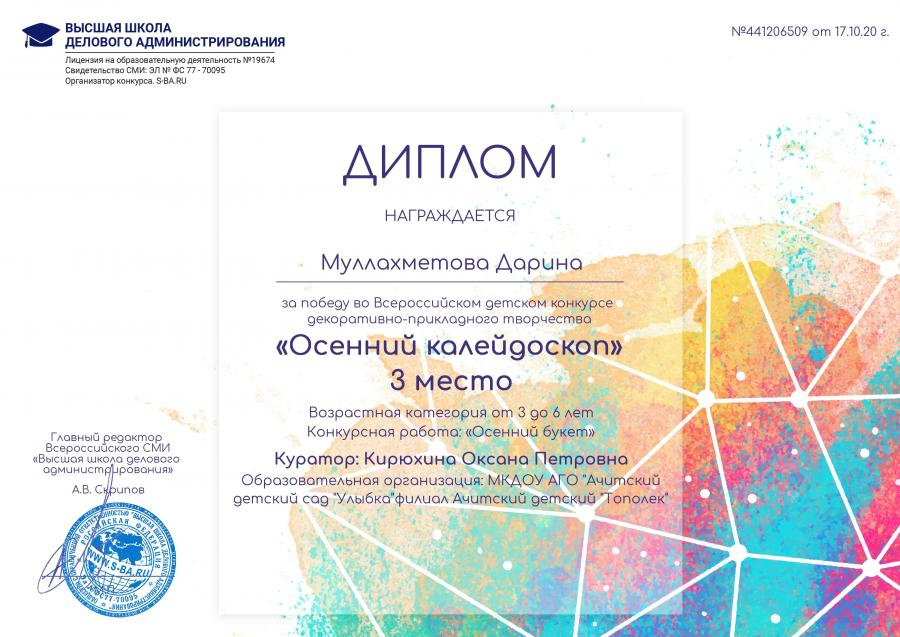 ВЫСШАЯ ШКОЛА
ДЕЛОВОГО АДМИНИСТРИРОВАНИЯ
Лицензия на образовательную деятельность №19674
Свидетельство СМИ: ЭЛ № ФС 77 - 70095
Организатор конкурса. S-BA.RU
№441206509 от 17.10.20 г.
ДИПЛОМ
НАГРАЖДАЕТСЯ
Муллахметова Дарина
за победу во Всероссийском детском конкурсе
декоративно-прикладного творчества
«Осенний калейдоскоп»
3 место
Возрастная категория от 3 до 6 лет
Конкурсная работа: «Осенний букет»
Куратор: Кирюхина Оксана Петровна
Образовательная организация: МКДОУ АГО "Ачитский
детский сад "Улыбка"филиал Ачитский детский "Тополек"
Главный редактор
Всероссийского СМИ
«Высшая школа делового
администрирования»
А.В. Скрипов
РОССИЙСКАЯ ФЕДЕРАЦИЯ
WWW.S-BA.RU